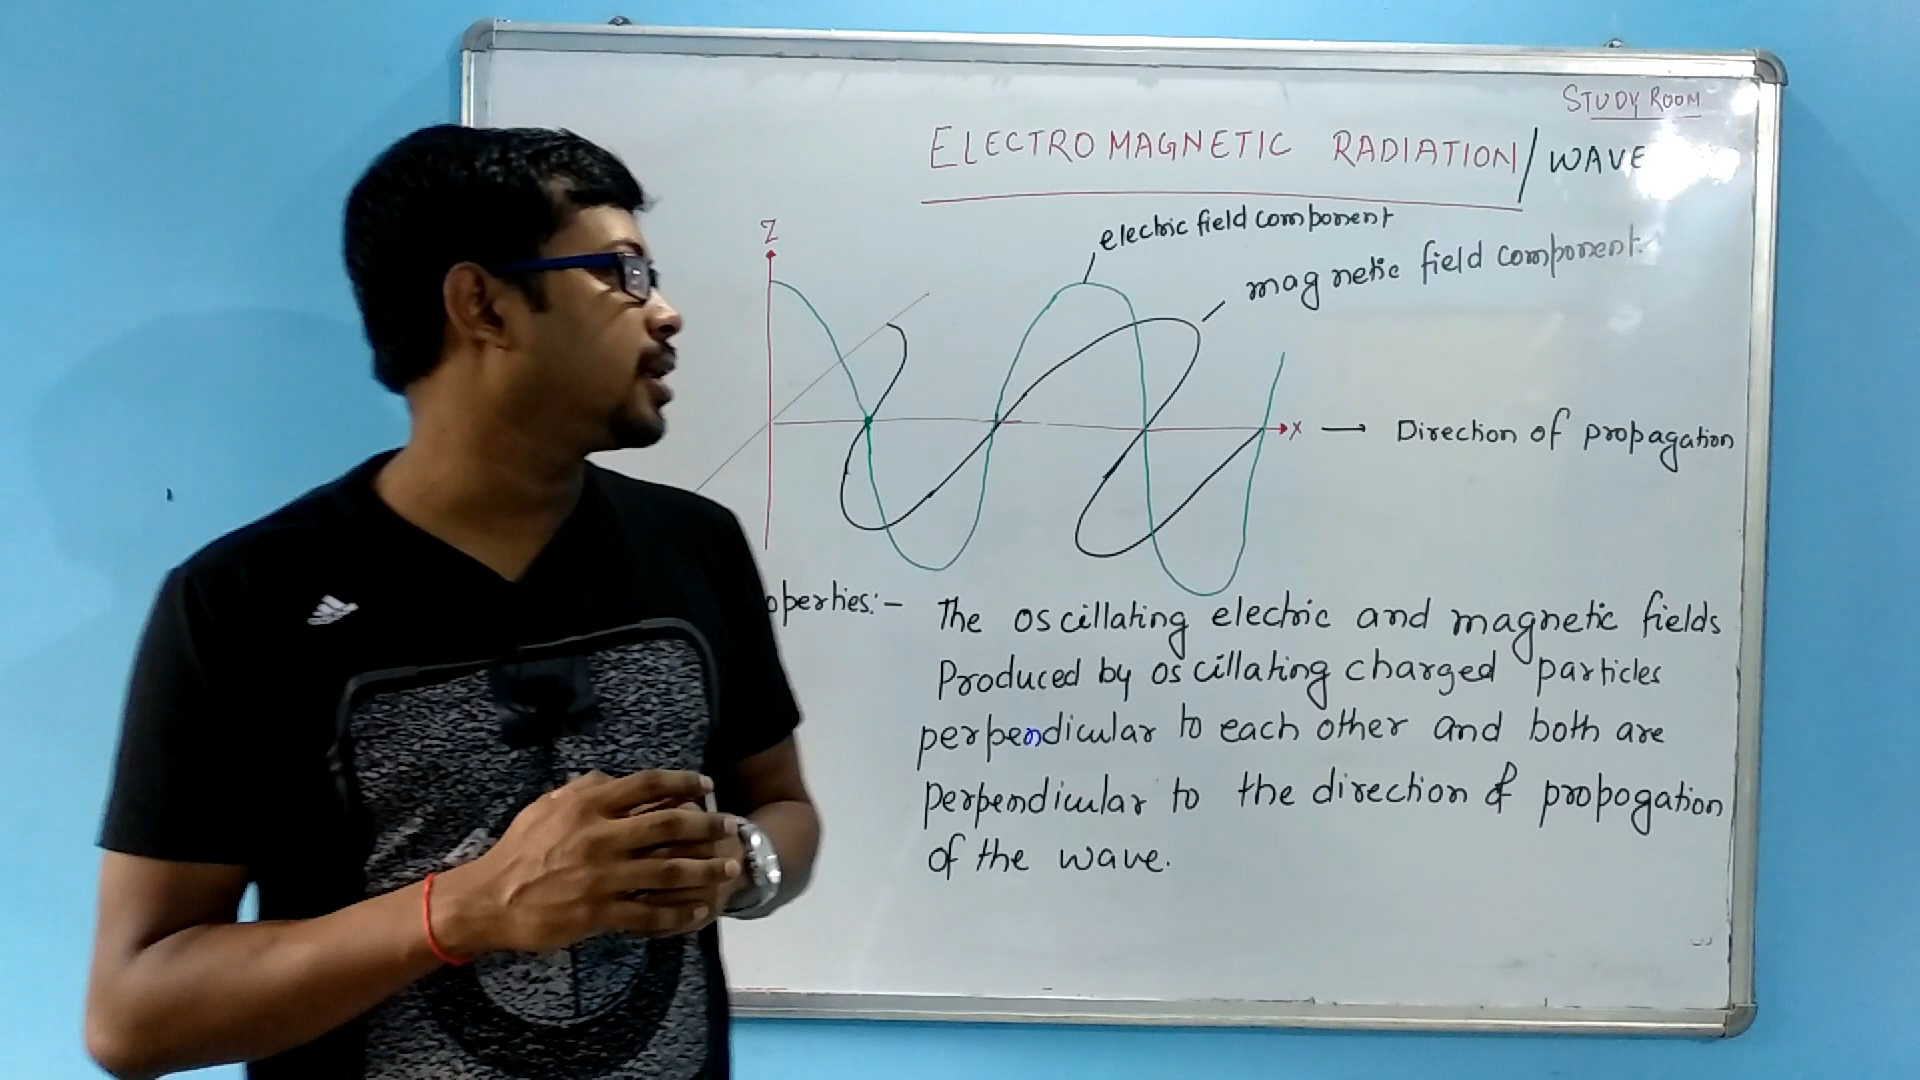 STUDY ROOM
ELECTROMAGNETIC RADIATION/WAVE
Z
electric field component
magnetic field component.
X → Direction of propagation
operties:- The oscillating electric and magnetic fields
Produced by oscillating charged particles
perpendicular to each other and both are
perpendicular to the direction of propogation
of the wave.